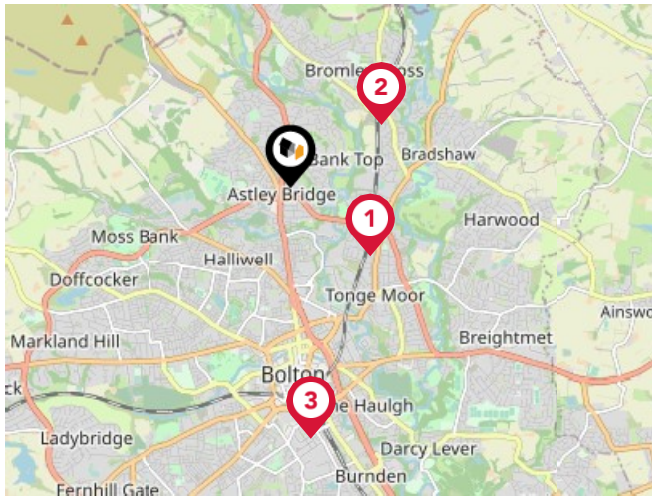 Bromley Cross
2
Bank Top
Bradshaw
Astley Bridge
1
Harwood
Moss Bank
Halliwell
Doffcocker
Tonge Moor
Ainsw
Markland Hill
Breightmet
Bolton
ck
3
he Haulgh
Ladybridge
Darcy Lever
Burnden
Fernhill Gate